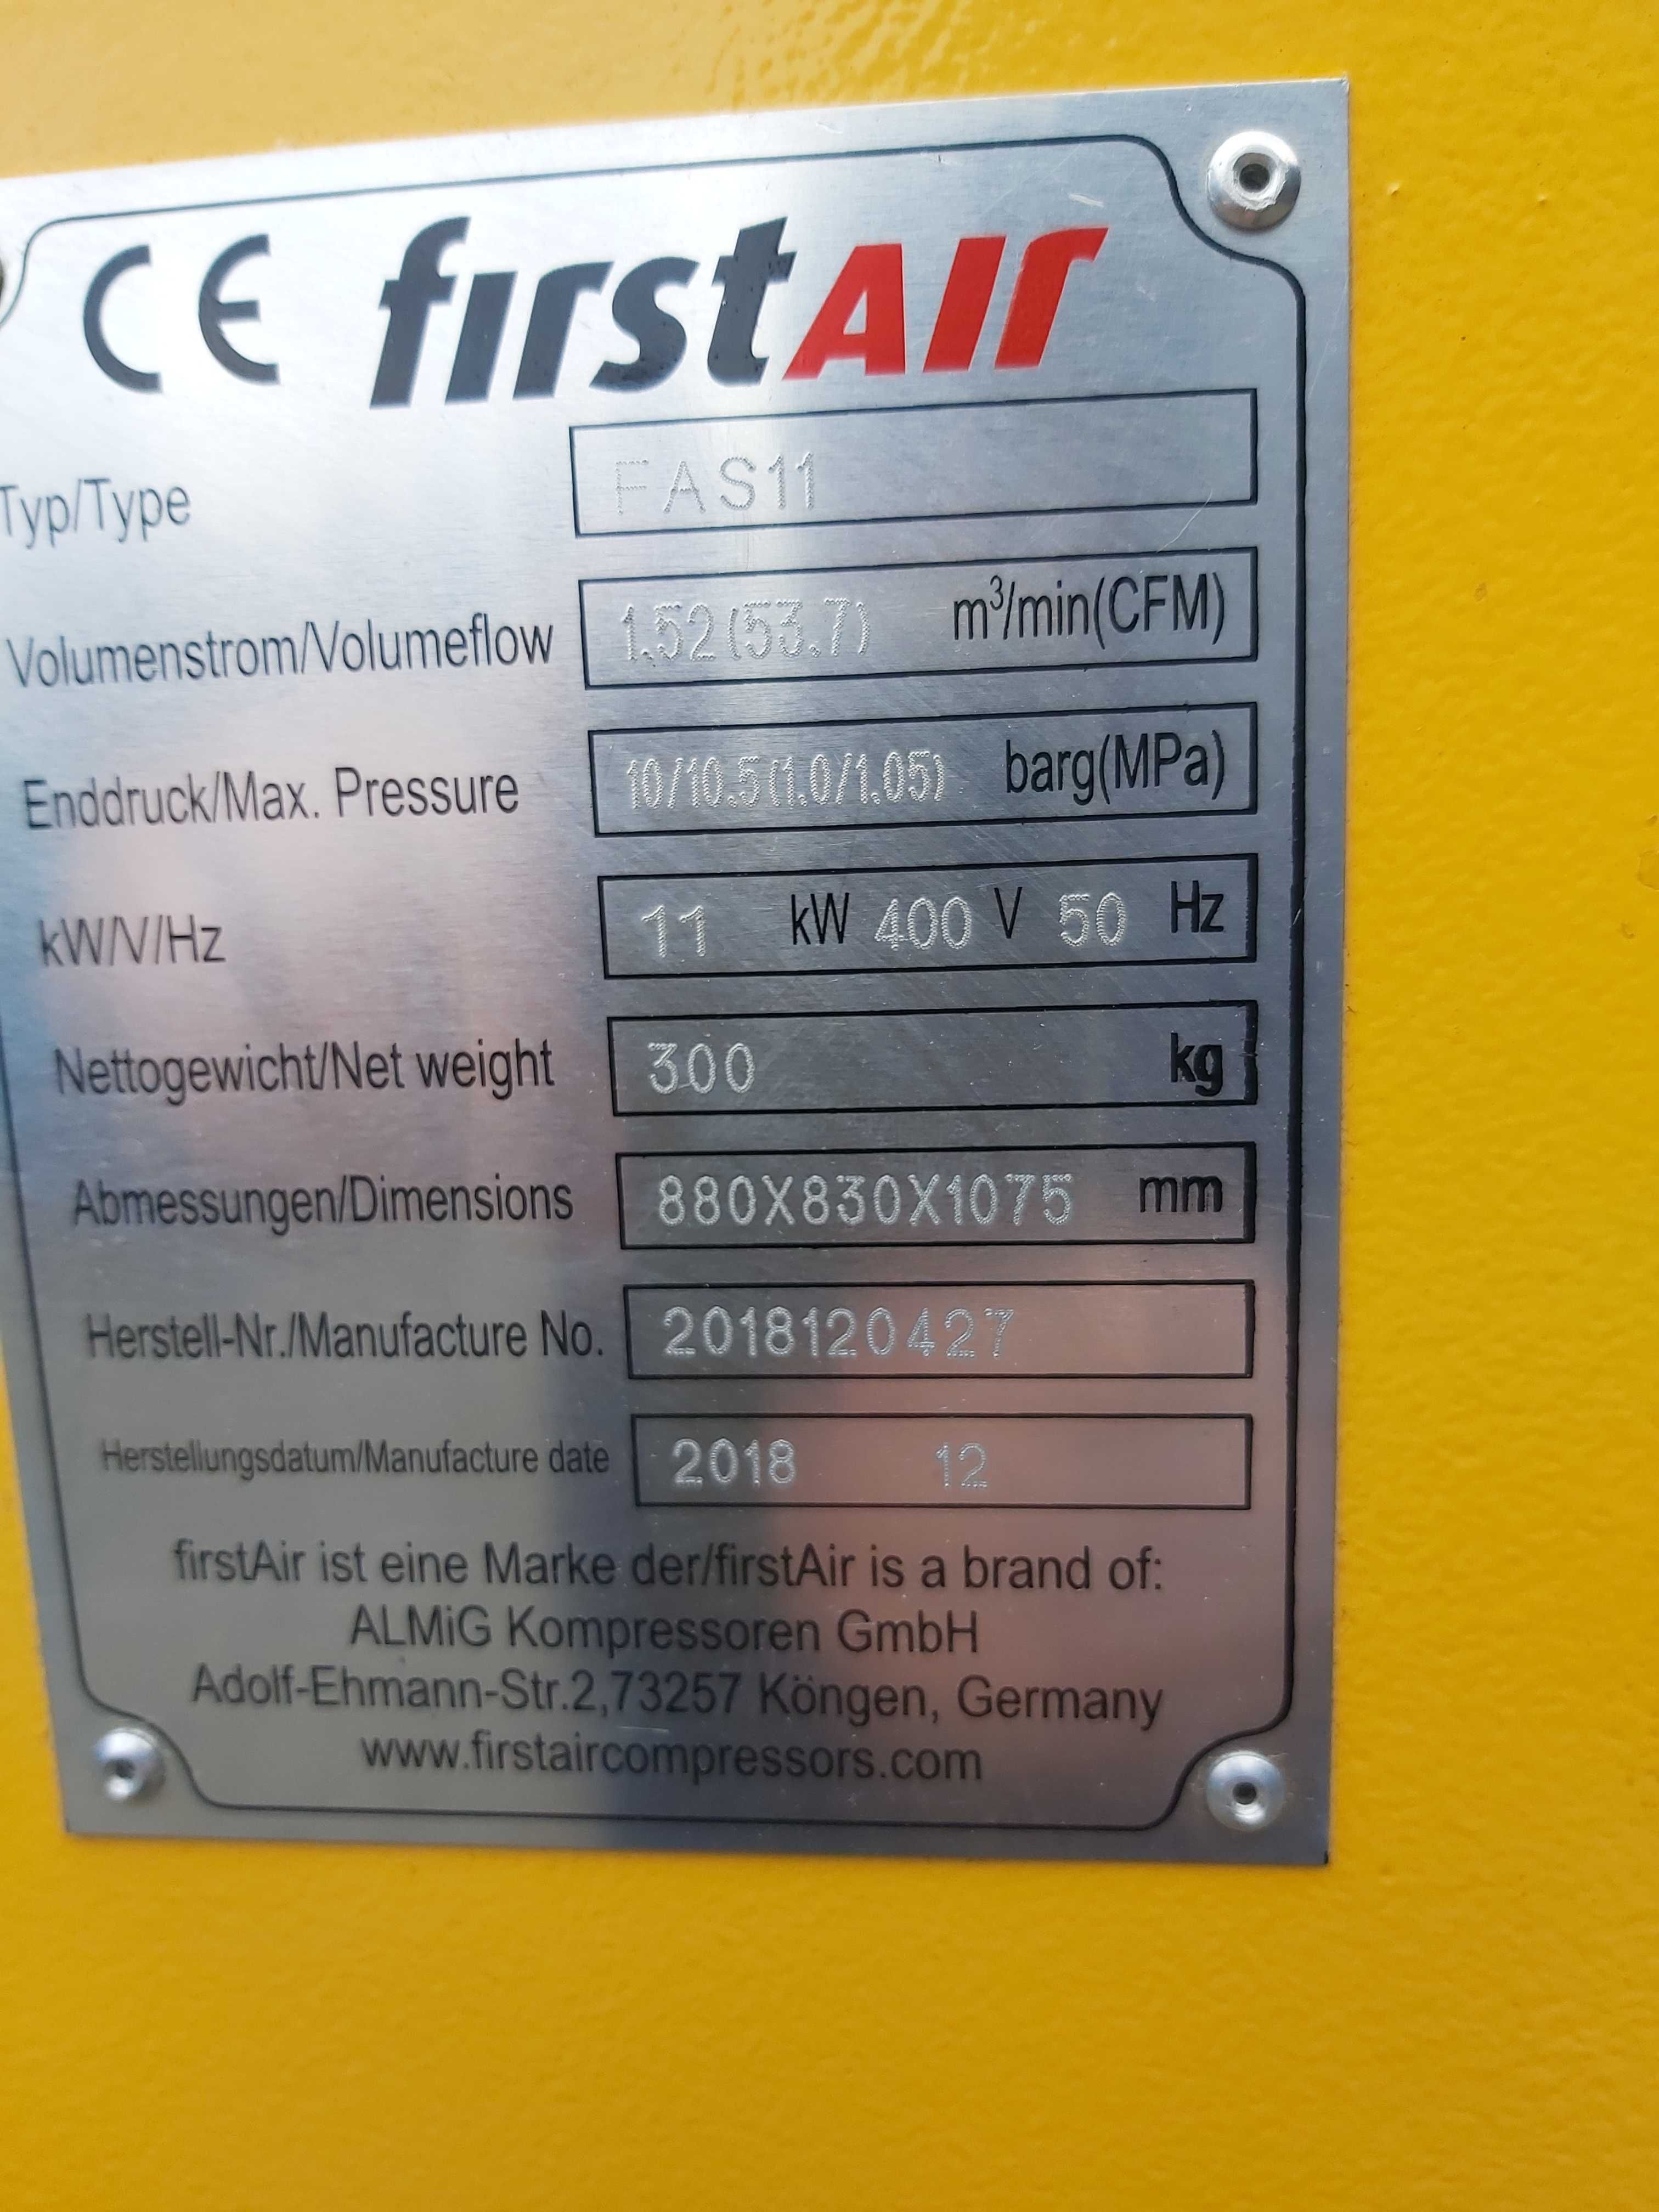 CE firstAIr
Typ/Type FAS11
Volumenstrom/Volumeflow 1.52(53.7) m³/min(CFM)
Enddruck/Max. Pressure 10/10.5(1.0/1.05) barg(MPa)
kW/V/Hz 11 kW 400 V 50 Hz
Nettogewicht/Net weight 300 kg
Abmessungen/Dimensions 880X830X1075 mm
Herstell-Nr./Manufacture No. 2018120427
Herstellungsdatum/Manufacture date 2018 12
firstAir ist eine Marke der/firstAir is a brand of:
ALMiG Kompressoren GmbH
Adolf-Ehmann-Str.2,73257 Köngen, Germany
www.firstaircompressors.com